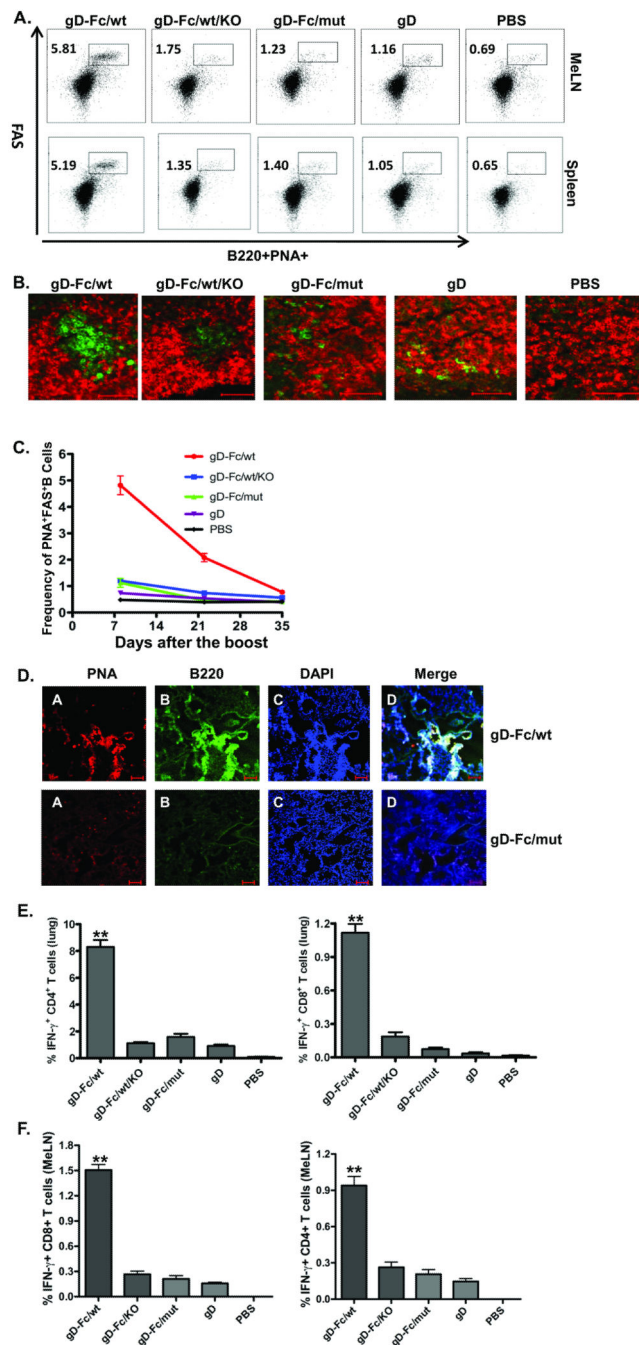 A.
gD-Fc/wt gD-Fc/wt/KO gD-Fc/mut gD PBS
5.81 1.75 1.23 1.16 0.69
MeLN
FAS
5.19 1.35 1.40 1.05 0.65
Spleen
B220+PNA+
B.
gD-Fc/wt gD-Fc/wt/KO gD-Fc/mut gD PBS
C.
Frequency of PNA⁺FAS⁺B Cells
6
5
4
3
2
1
0
0 7 14 21 28 35
Days after the boost
gD-Fc/wt
gD-Fc/wt/KO
gD-Fc/mut
gD
PBS
D.
PNA B220 DAPI Merge
A B C D
gD-Fc/wt
A B C D
gD-Fc/mut
E.
% IFN-γ⁺ CD4⁺ T cells (lung)
10
8
6
4
2
0
**
gD-Fc/wt gD-Fc/wt/KO gD-Fc/mut gD PBS
% IFN-γ⁺ CD8⁺ T cells (lung)
1.2
0.9
0.6
0.3
0.0
**
gD-Fc/wt gD-Fc/wt/KO gD-Fc/mut gD PBS
F.
% IFN-γ+ CD8+ T cells (MeLN)
1.8
1.5
1.2
0.9
0.6
0.3
0.0
**
gD-Fc/wt gD-Fc/KO gD-Fc/mut gD PBS
% IFN-γ+ CD4+ T cells (MeLN)
1.2
0.9
0.6
0.3
0.0
**
gD-Fc/wt gD-Fc/KO gD-Fc/mut gD PBS